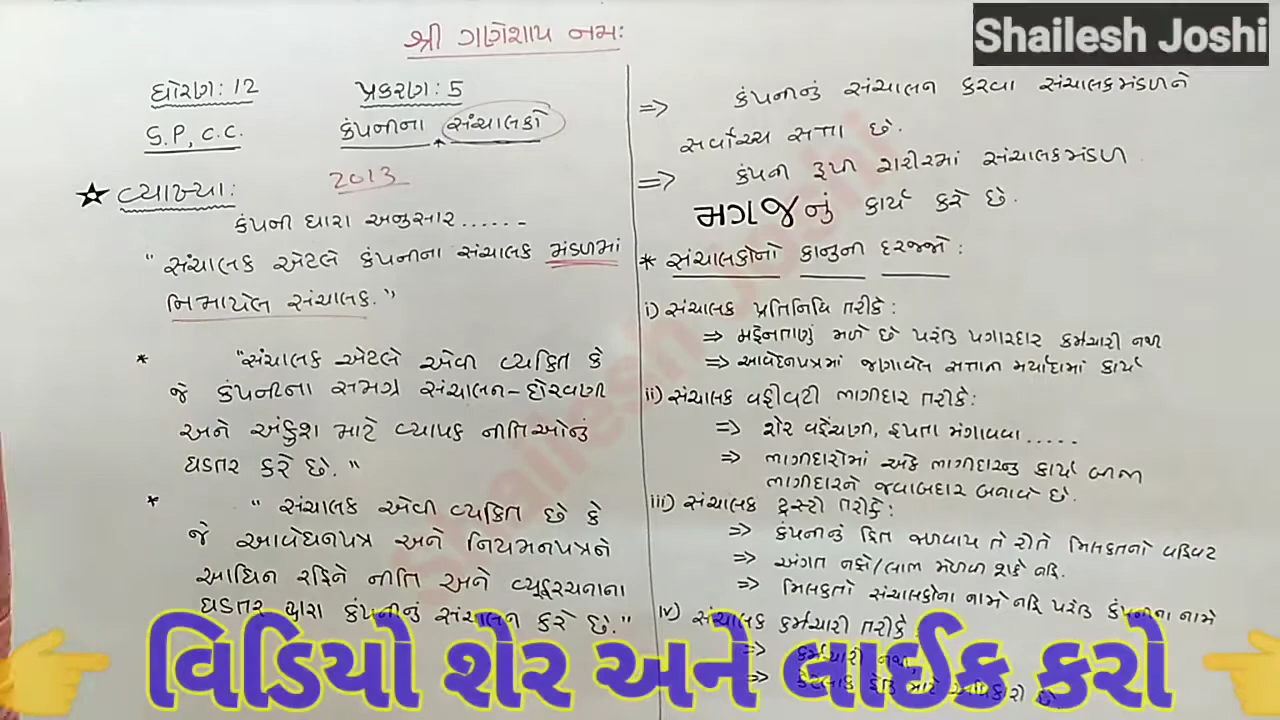 Shailesh Joshi
શ્રી ગણેશાય નમઃ
ધોરણ: 12
પ્રકરણ: 5
S.P, C.C.
કંપનીના સંચાલકો
વ્યાખ્યા:
2013
કંપની ધારા અનુસાર......
"સંચાલક એટલે કંપનીના સંચાલક મંડળમાં
નિમાયેલ સંચાલક."
* "સંચાલક એટલે એવી વ્યક્તિ કે
જે કંપનીના સમગ્ર સંચાલન-દોરવણી
અને અંકુશ માટે વ્યાપક નીતિઓનું
ઘડતર કરે છે."
* "સંચાલક એવી વ્યક્તિ છે કે
જે આવેદનપત્ર અને નિયમનપત્રને
આધિન રહિને નીતિ અને વ્યૂહરચનાના
ઘડતર દ્વારા કંપનીનું સંચાલન કરે છે."
⇒ કંપનીનું સંચાલન કરવા સંચાલકમંડળને
સર્વોચ્ચ સત્તા છે.
⇒ કંપની રૂપી શરીરમાં સંચાલકમંડળ
મગજનું કાર્ય કરે છે.
* સંચાલકોનો કાનુની દરજ્જો:
i) સંચાલક પ્રતિનિધિ તરીકે:
⇒ મહેનતાણું મળે છે પરંતુ પગારદાર કર્મચારી નથી
⇒ આવેદનપત્રમાં જણાવેલ સત્તાની મર્યાદામાં કાર્ય
ii) સંચાલક વહીવટી ભાગીદાર તરીકે:
⇒ શેર વહેંચણી, હપતા મંગાવવા.....
⇒ ભાગીદારોમાં એક ભાગીદારનું કાર્ય બીજા
ભાગીદારને જવાબદાર બનાવે છે.
iii) સંચાલક ટ્રસ્ટી તરીકે:
⇒ કંપનીનું હિત જળવાય તે રીતે મિલકતનો વહિવટ
⇒ અંગત નફો/લાભ મેળવી શકે નહિ.
⇒ મિલકતો સંચાલકોના નામે નહિ પરંતુ કંપનીના નામે
iv) સંચાલક કર્મચારી તરીકે:
⇒ કર્મચારી નથી,
વિડિયો શેર અને લાઈક કરો